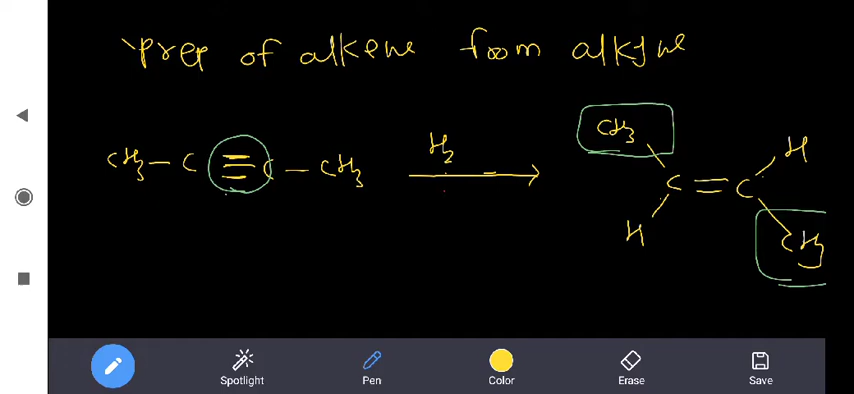 prep of alkene from alkyne
CH3 – C ≡ C – CH3
H2
CH3
H
C = C
H
CH3
Spotlight
Pen
Color
Erase
Save